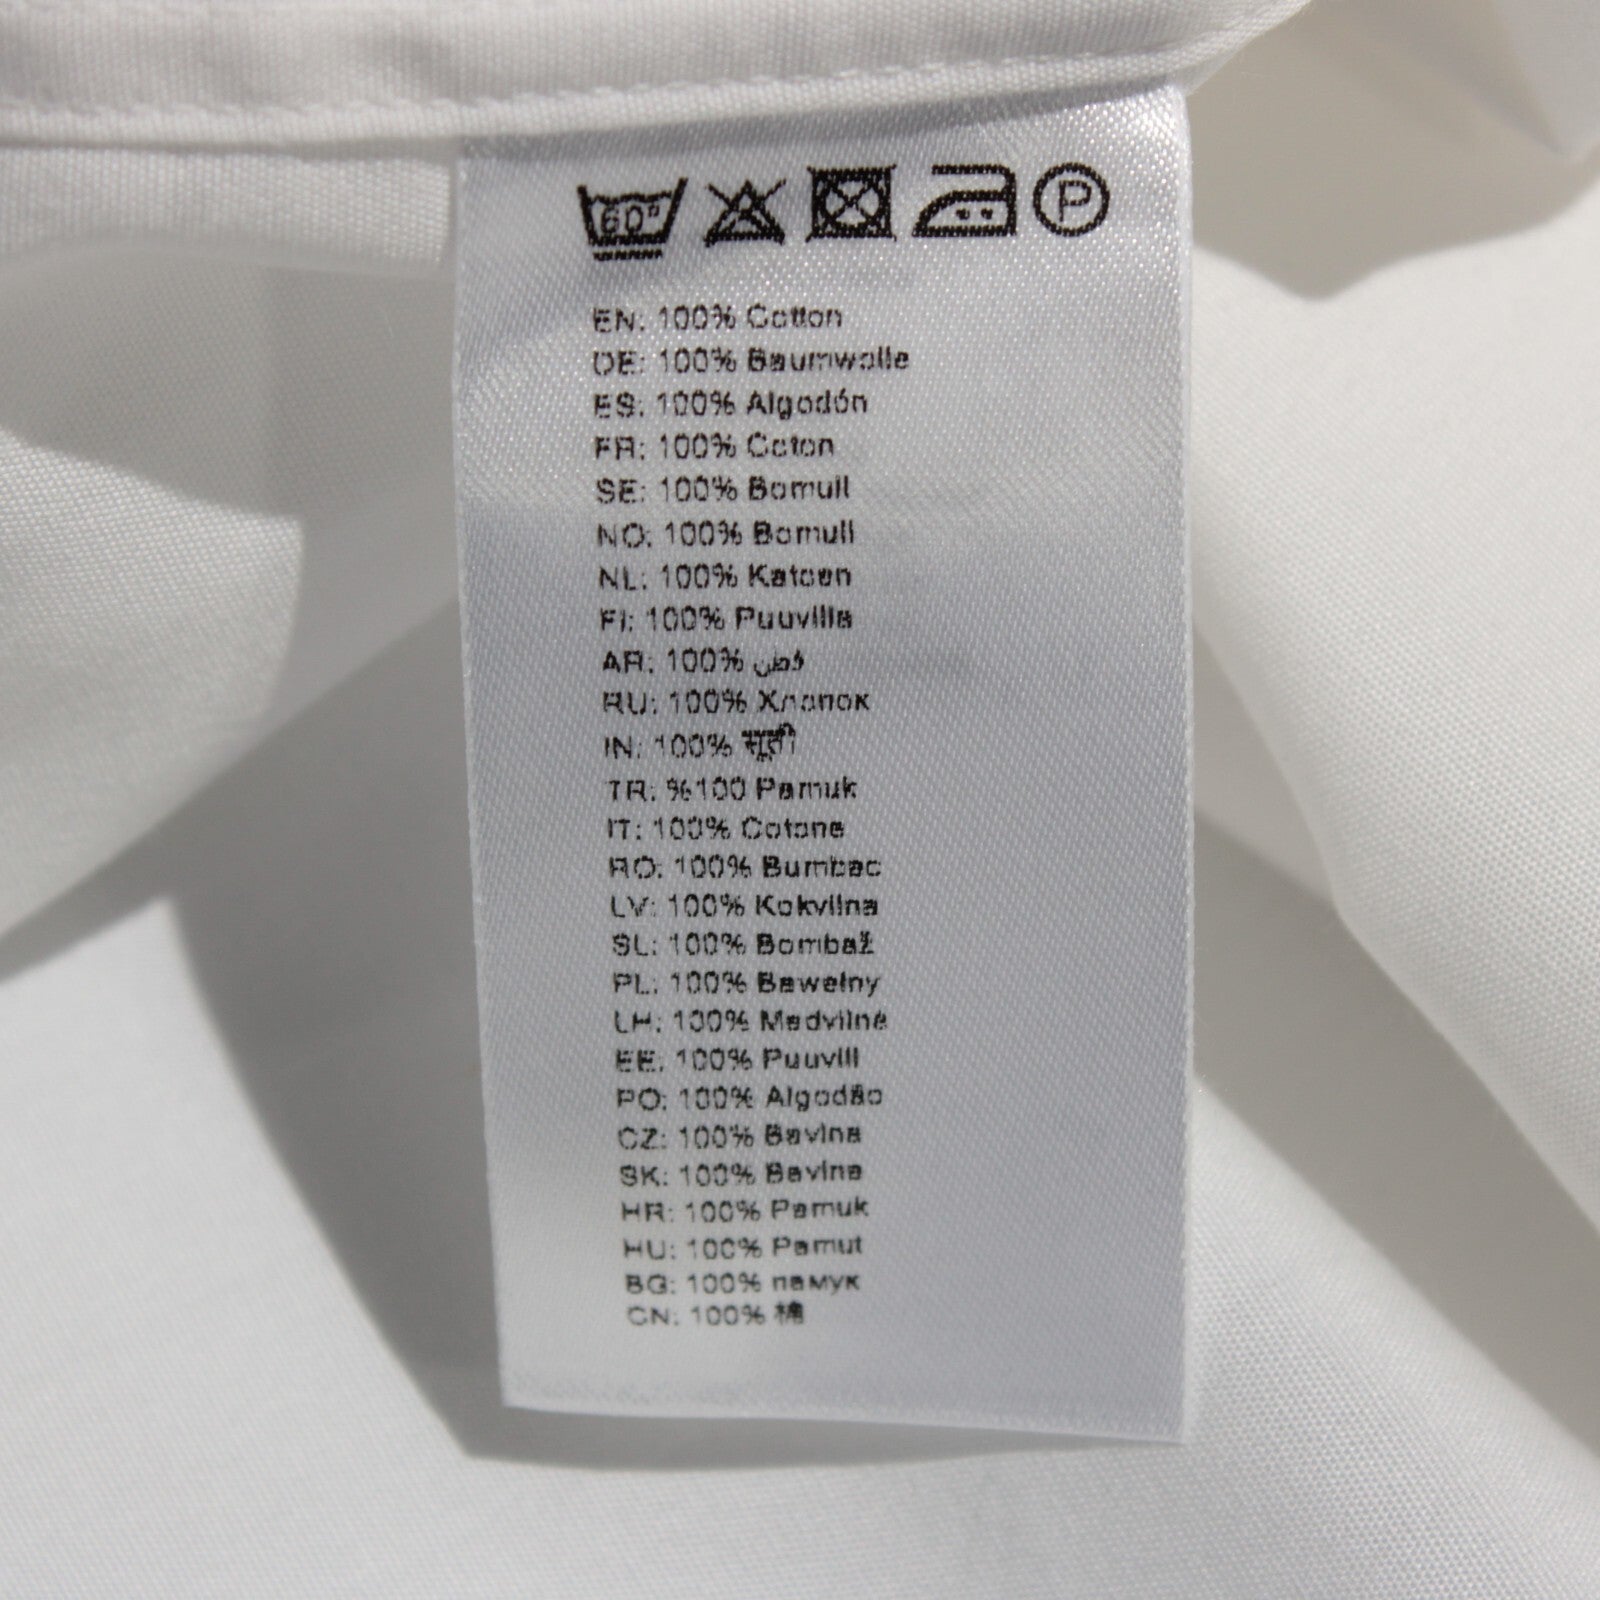 60°
P
EN: 100% Cotton
DE: 100% Baumwolle
ES: 100% Algodón
FR: 100% Coton
SE: 100% Bomull
NO: 100% Bomull
NL: 100% Katoen
FI: 100% Puuvilla
AR: 100% قطن
RU: 100% Хлопок
IN: 100% सूती
TR: %100 Pamuk
IT: 100% Cotone
RO: 100% Bumbac
LV: 100% Kokvilna
SL: 100% Bombaž
PL: 100% Bawełny
LH: 100% Medvilnė
EE: 100% Puuvill
PO: 100% Algodão
CZ: 100% Bavlna
SK: 100% Bavlna
HR: 100% Pamuk
HU: 100% Pamut
BG: 100% памук
CN: 100% 棉